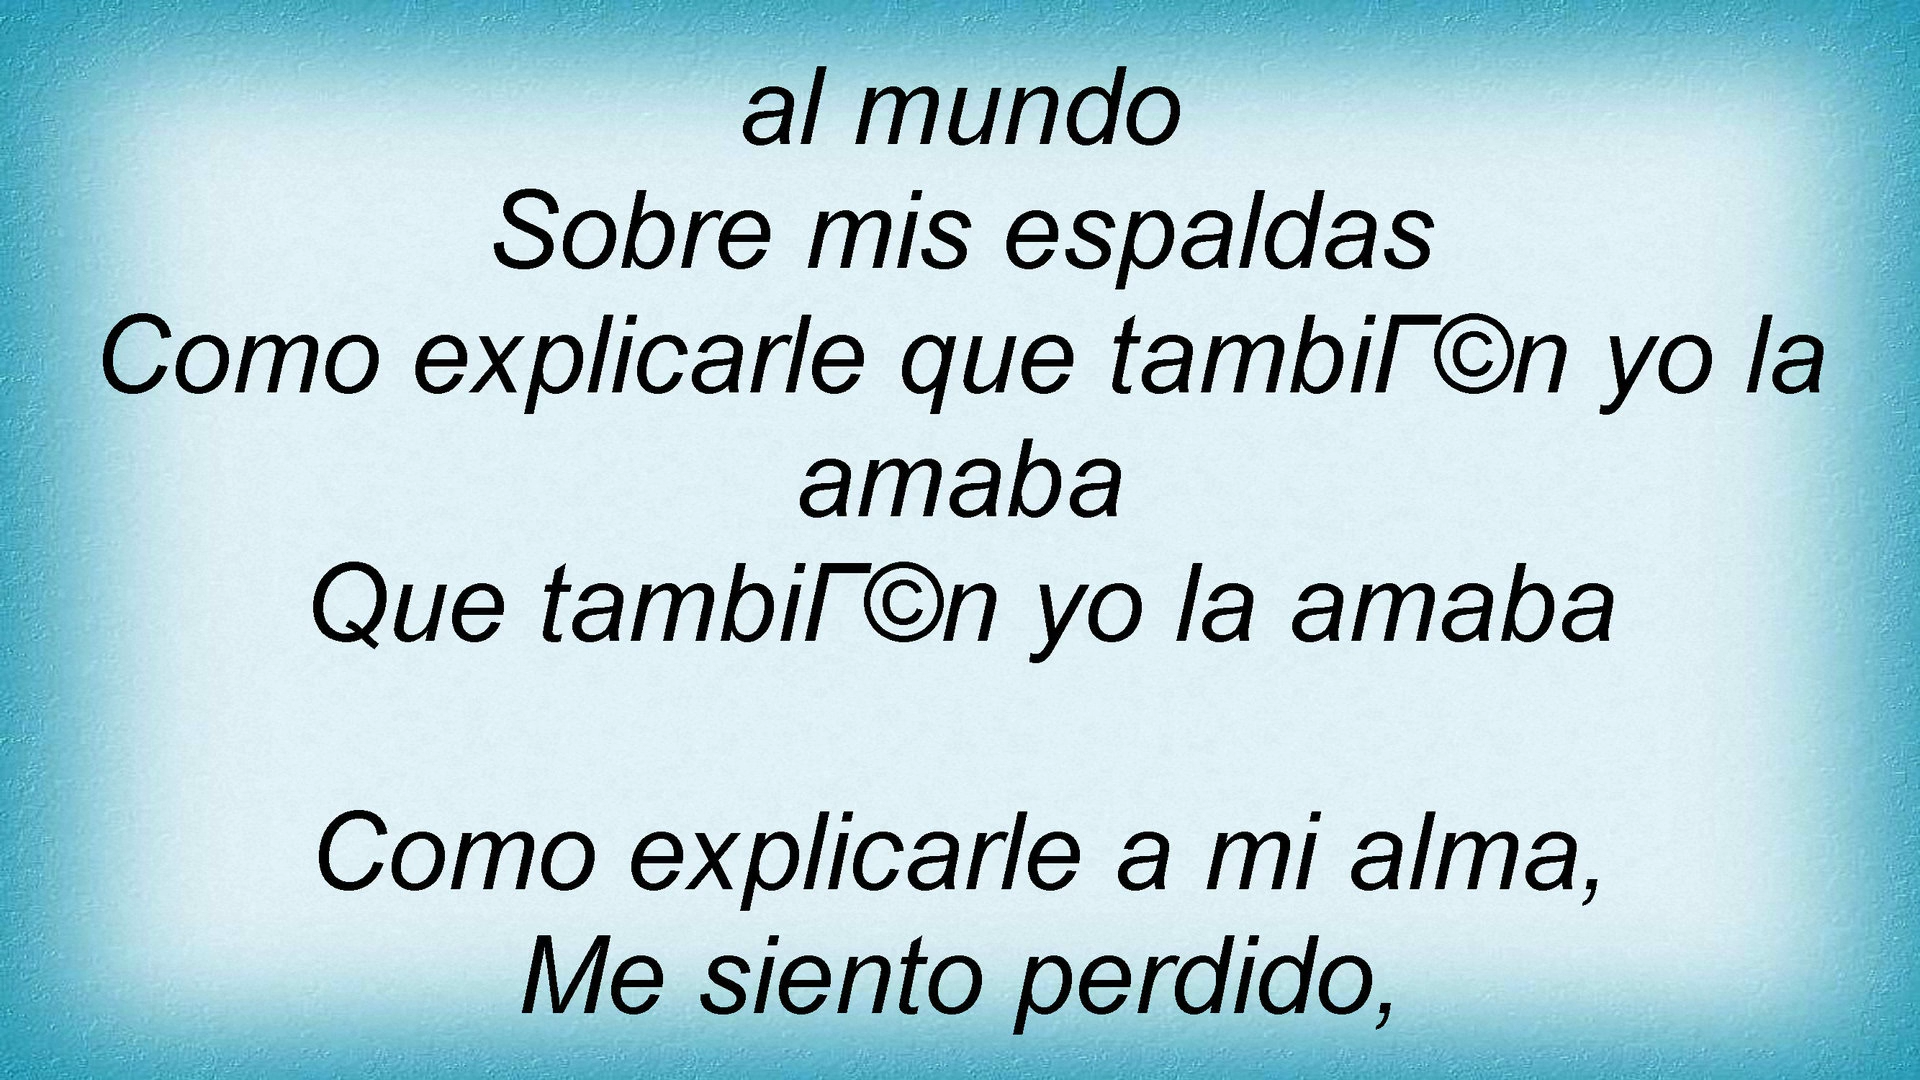 al mundo
Sobre mis espaldas
Como explicarle que tambiГ©n yo la
amaba
Que tambiГ©n yo la amaba
Como explicarle a mi alma,
Me siento perdido,